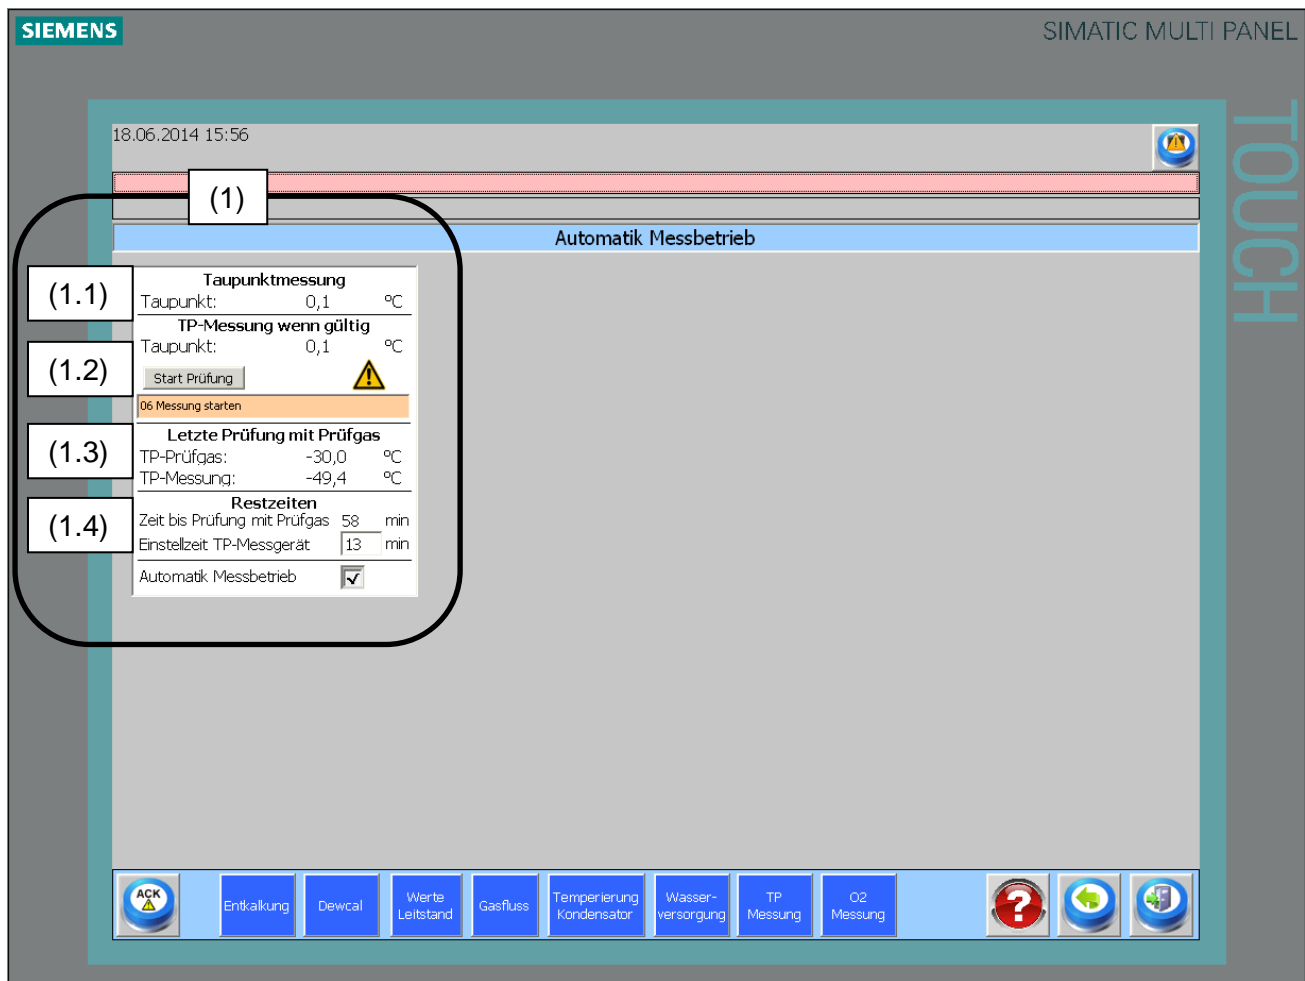 SIEMENS
SIMATIC MULTI PANEL
TOUCH
18.06.2014 15:56
(1)
Automatik Messbetrieb
(1.1)
Taupunktmessung
Taupunkt: 0,1 °C
TP-Messung wenn gültig
Taupunkt: 0,1 °C
(1.2)
Start Prüfung
06 Messung starten
(1.3)
Letzte Prüfung mit Prüfgas
TP-Prüfgas: -30,0 °C
TP-Messung: -49,4 °C
(1.4)
Restzeiten
Zeit bis Prüfung mit Prüfgas 58 min
Einstellzeit TP-Messgerät 13 min
Automatik Messbetrieb
ACK
Entkalkung
Dewcal
Werte
Leitstand
Gasfluss
Temperierung
Kondensator
Wasser-
versorgung
TP
Messung
O2
Messung
?